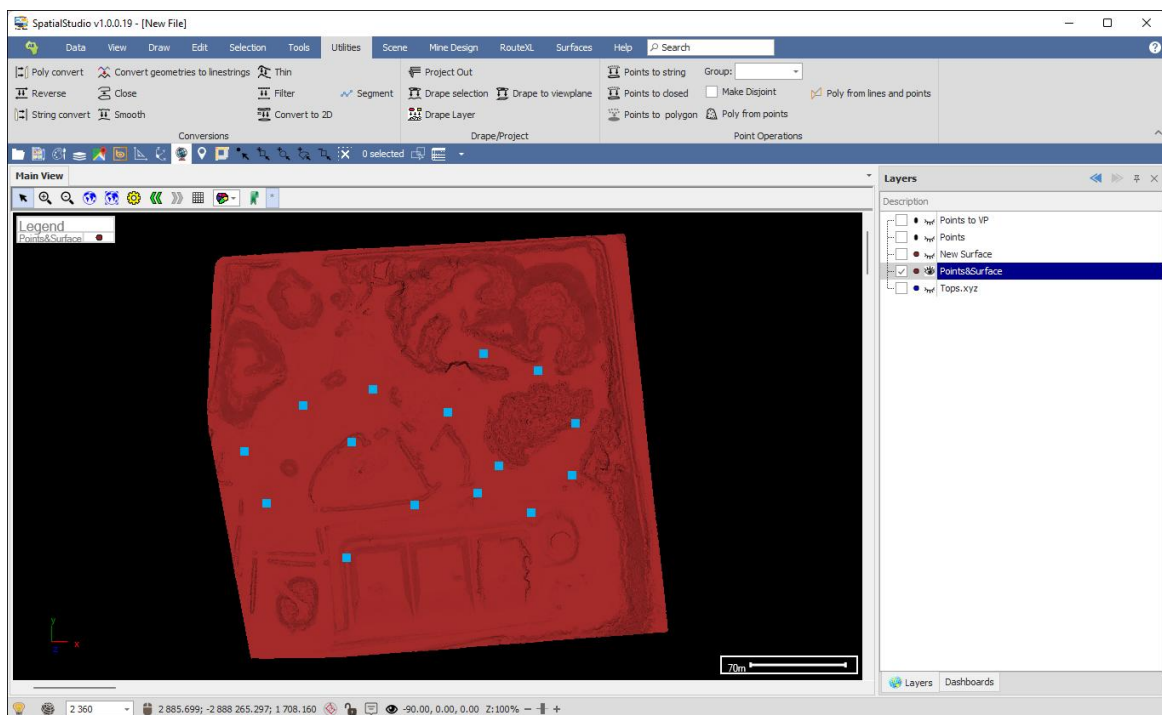 SpatialStudio v1.0.0.19 - [New File]
Data View Draw Edit Selection Tools Utilities Scene Mine Design RouteXL Surfaces Help Search
Poly convert Convert geometries to linestrings Thin Project Out Points to string Group:
Reverse Close Filter Segment Drape selection Drape to viewplane Points to closed Make Disjoint Poly from lines and points
String convert Smooth Convert to 2D Drape Layer Points to polygon Poly from points
Conversions Drape/Project Point Operations
0 selected
Main View
Layers
Description
Points to VP
Points
New Surface
Points&Surface
Tops.xyz
Legend
Points&Surface
y
x
z
70m
Layers Dashboards
2 360 2 885.699; -2 888 265.297; 1 708.160 -90.00, 0.00, 0.00 Z:100% − +